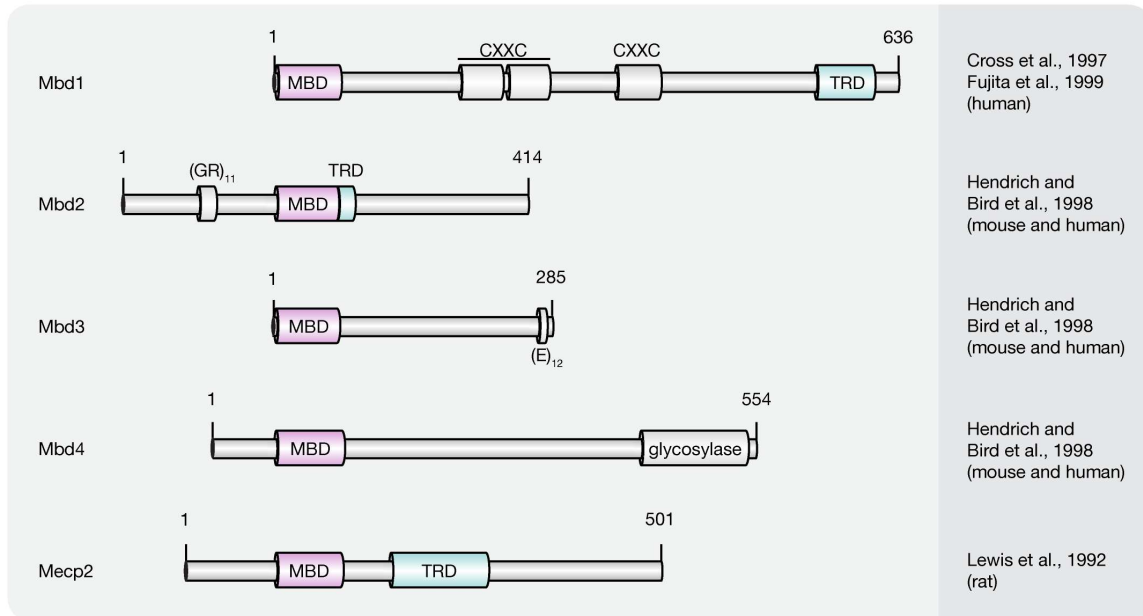 1 CXXC CXXC 636
Mbd1 MBD TRD
Cross et al., 1997
Fujita et al., 1999
(human)
1 (GR)11 TRD 414
Mbd2 MBD
Hendrich and
Bird et al., 1998
(mouse and human)
1 285
Mbd3 MBD
(E)12
Hendrich and
Bird et al., 1998
(mouse and human)
1 554
Mbd4 MBD glycosylase
Hendrich and
Bird et al., 1998
(mouse and human)
1 501
Mecp2 MBD TRD
Lewis et al., 1992
(rat)